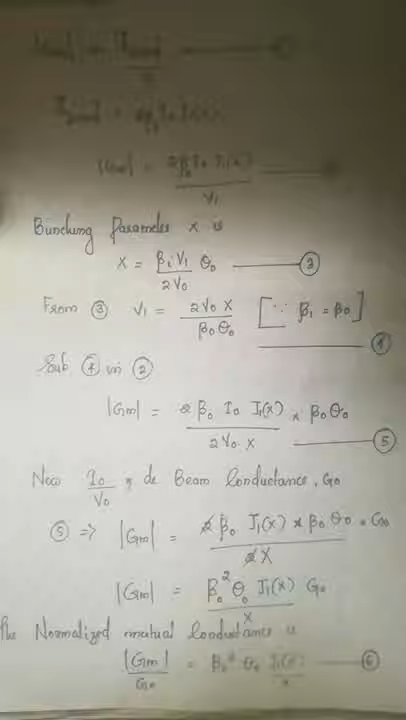 |Gm| = 2β0 I0 J1(X)
V1
Bunching Parameter X is
X = βi V1 θ0 / 2V0 ——— ③
From ③ V1 = 2V0 X / β0 θ0 [∵ βi = β0] ——— ④
Sub ④ in ②
|Gm| = 2 β0 I0 J1(X) × β0 θ0 / 2V0 . X ——— ⑤
Now I0 / V0 is dc Beam Conductance, G0
⑤ => |Gm| = 2 β0 J1(X) × β0 θ0 . G0 / 2X
|Gm| = β0² θ0 J1(X) G0 / X
The Normalized mutual Conductance is
|Gm| / G0 = β0² θ0 J1(X) / X ——— ⑥